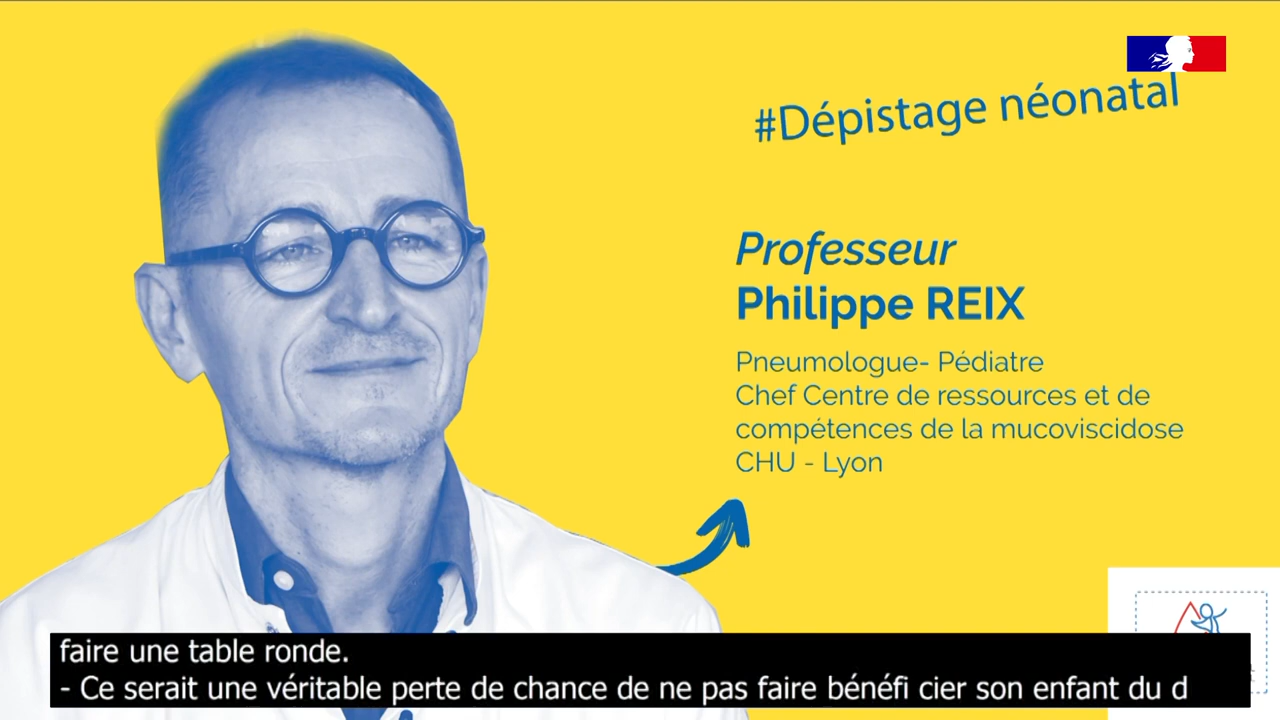 #Dépistage néonatal
Professeur
Philippe REIX
Pneumologue- Pédiatre
Chef Centre de ressources et de
compétences de la mucoviscidose
CHU - Lyon
faire une table ronde.
- Ce serait une véritable perte de chance de ne pas faire bénéfi cier son enfant du d